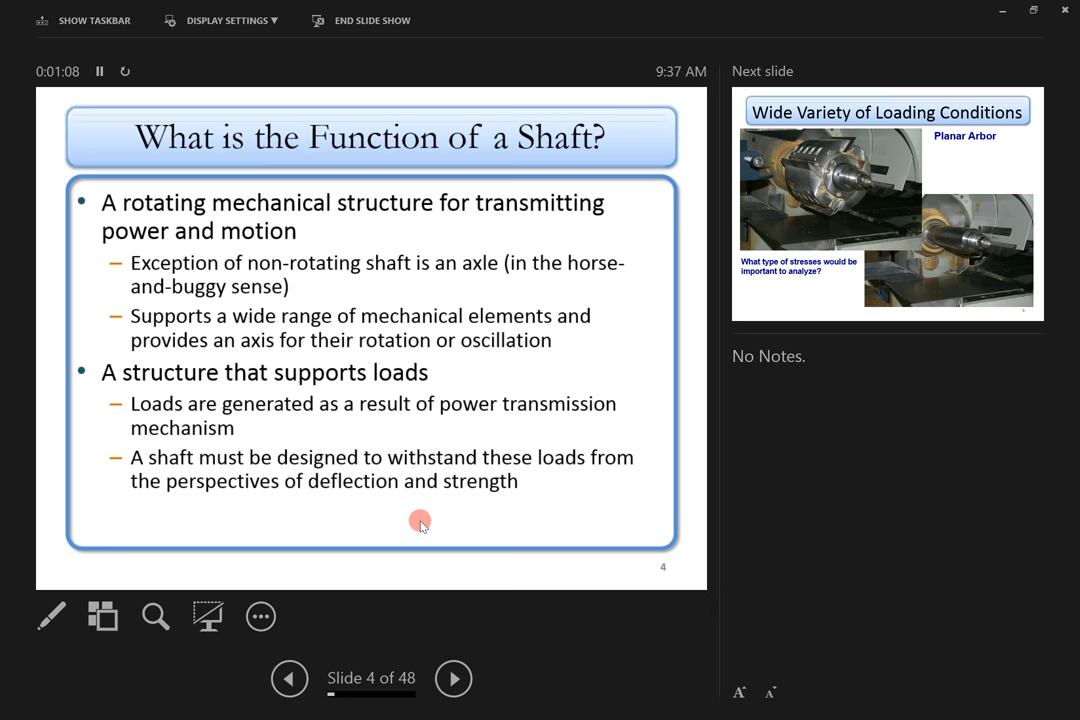 SHOW TASKBAR
DISPLAY SETTINGS ▼
END SLIDE SHOW
0:01:08
9:37 AM
What is the Function of a Shaft?
• A rotating mechanical structure for transmitting
power and motion
– Exception of non-rotating shaft is an axle (in the horse-
and-buggy sense)
– Supports a wide range of mechanical elements and
provides an axis for their rotation or oscillation
• A structure that supports loads
– Loads are generated as a result of power transmission
mechanism
– A shaft must be designed to withstand these loads from
the perspectives of deflection and strength
4
Slide 4 of 48
Next slide
Wide Variety of Loading Conditions
Planar Arbor
What type of stresses would be
important to analyze?
No Notes.
A
A